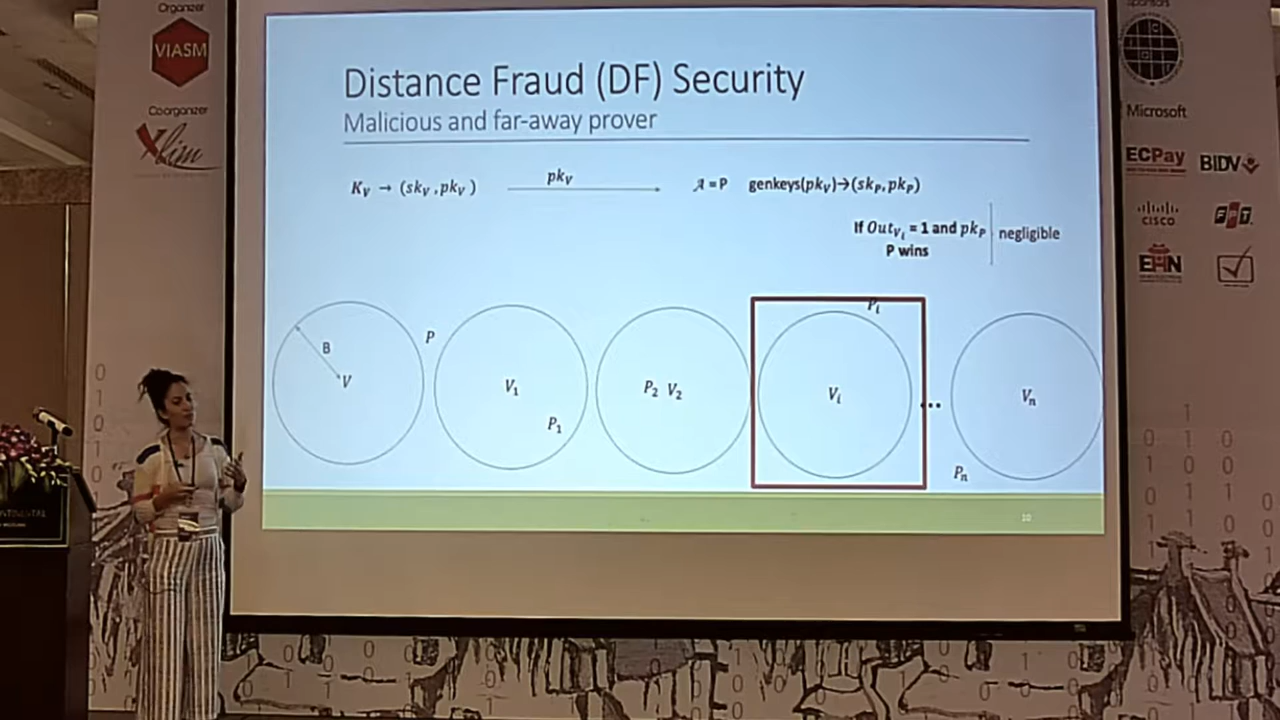 Organizer
VIASM
Coorganizer
Xlim
Distance Fraud (DF) Security
Malicious and far-away prover
K_V → (sk_V, pk_V)
pk_V
𝒜 = P genkeys(pk_V)→(sk_P, pk_P)
If Out_{V_i} = 1 and pk_P
P wins
negligible
B
V
P
V_1
P_1
P_2 V_2
P_i
V_i
...
V_n
P_n
10
Microsoft
ECPay
BIDV
CISCO
FPT